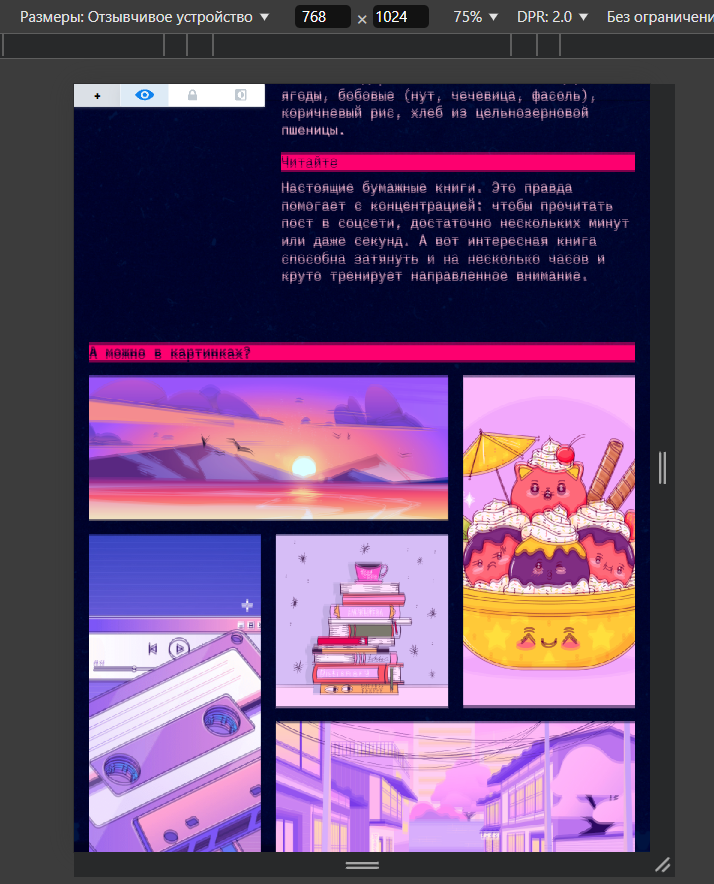 Размеры: Отзывчивое устройство ▼ 768 × 1024 75% ▼ DPR: 2.0 ▼ Без ограничени
+
ягоды, бобовые (нут, чечевица, фасоль),
коричневый рис, хлеб из цельнозерновой
пшеницы.
Читайте
Настоящие бумажные книги. Это правда
помогает с концентрацией: чтобы прочитать
пост в соцсети, достаточно нескольких минут
или даже секунд. А вот интересная книга
способна затянуть и на несколько часов и
круто тренирует направленное внимание.
А можно в картинках?